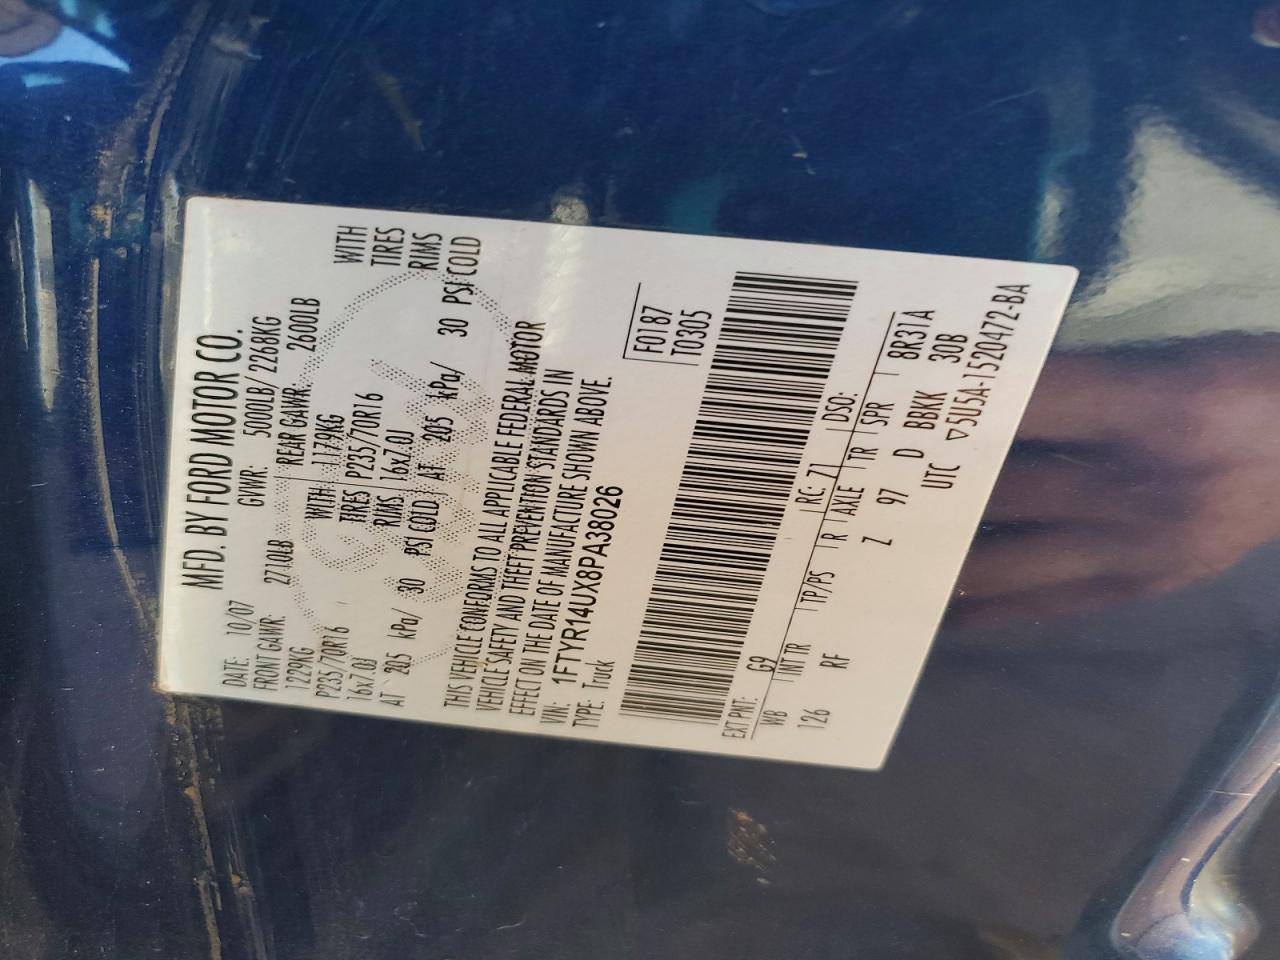 MFD. BY FORD MOTOR CO.
DATE: 10/07 GVWR: 5000LB/ 2268KG
FRONT GAWR: 2710LB REAR GAWR: 2600LB
1229KG WITH 1179KG WITH
P235/70R16 TIRES P235/70R16 TIRES
16x7.0J RIMS 16x7.0J RIMS
AT 205 kPa/ 30 PSI COLD AT 205 kPa/ 30 PSI COLD
THIS VEHICLE CONFORMS TO ALL APPLICABLE FEDERAL MOTOR
VEHICLE SAFETY AND THEFT PREVENTION STANDARDS IN
EFFECT ON THE DATE OF MANUFACTURE SHOWN ABOVE.
VIN: 1FTYR14UX8PA38026
TYPE: Truck
F0187
T0305
EXT PNT: G9 RC: 71 DSO:
WB INT TR TP/PS R AXLE TR SPR 8R31A
126 RF Z 97 D BBKK 30B
UTC ▽5U5A-1520472-BA